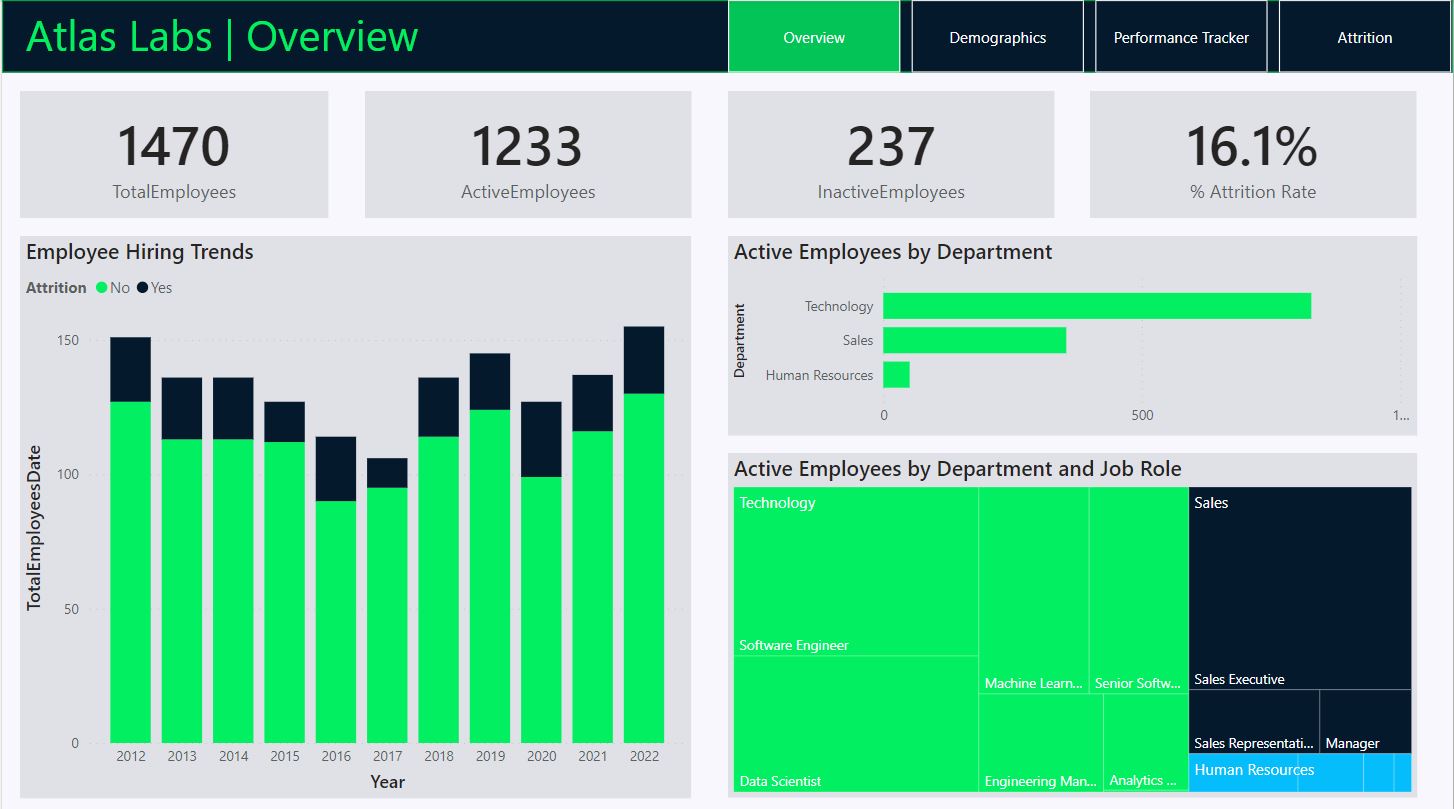 Atlas Labs | Overview
Overview
Demographics
Performance Tracker
Attrition
1470
TotalEmployees
1233
ActiveEmployees
237
InactiveEmployees
16.1%
% Attrition Rate
Employee Hiring Trends
Attrition No Yes
TotalEmployeesDate
150
100
50
0
2012 2013 2014 2015 2016 2017 2018 2019 2020 2021 2022
Year
Active Employees by Department
Department
Technology
Sales
Human Resources
0 500 1...
Active Employees by Department and Job Role
Technology
Software Engineer
Data Scientist
Machine Learn...
Senior Softw...
Engineering Man...
Analytics ...
Sales
Sales Executive
Sales Representati...
Manager
Human Resources